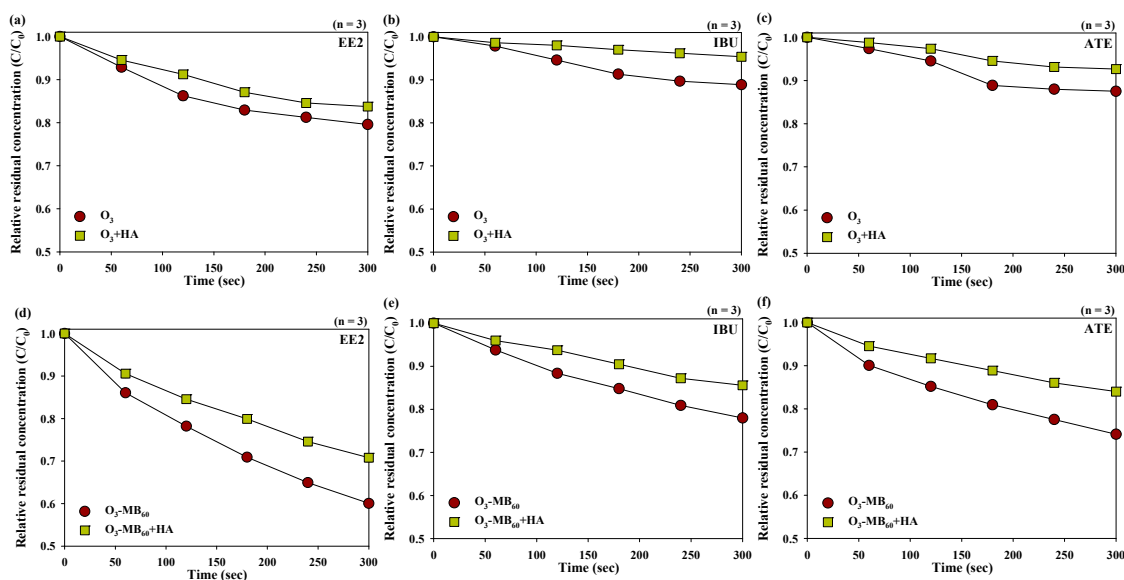 (a)
(n = 3)
EE2
Relative residual concentration (C/C₀)
1.0
0.9
0.8
0.7
0.6
0.5
O₃
O₃+HA
0 50 100 150 200 250 300
Time (sec)
(b)
(n = 3)
IBU
Relative residual concentration (C/C₀)
1.0
0.9
0.8
0.7
0.6
0.5
O₃
O₃+HA
0 50 100 150 200 250 300
Time (sec)
(c)
(n = 3)
ATE
Relative residual concentration (C/C₀)
1.0
0.9
0.8
0.7
0.6
0.5
O₃
O₃+HA
0 50 100 150 200 250 300
Time (sec)
(d)
(n = 3)
EE2
Relative residual concentration (C/C₀)
1.0
0.9
0.8
0.7
0.6
0.5
O₃-MB₆₀
O₃-MB₆₀+HA
0 50 100 150 200 250 300
Time (sec)
(e)
(n = 3)
IBU
Relative residual concentration (C/C₀)
1.0
0.9
0.8
0.7
0.6
0.5
O₃-MB₆₀
O₃-MB₆₀+HA
0 50 100 150 200 250 300
Time (sec)
(f)
(n = 3)
ATE
Relative residual concentration (C/C₀)
1.0
0.9
0.8
0.7
0.6
0.5
O₃-MB₆₀
O₃-MB₆₀+HA
0 50 100 150 200 250 300
Time (sec)